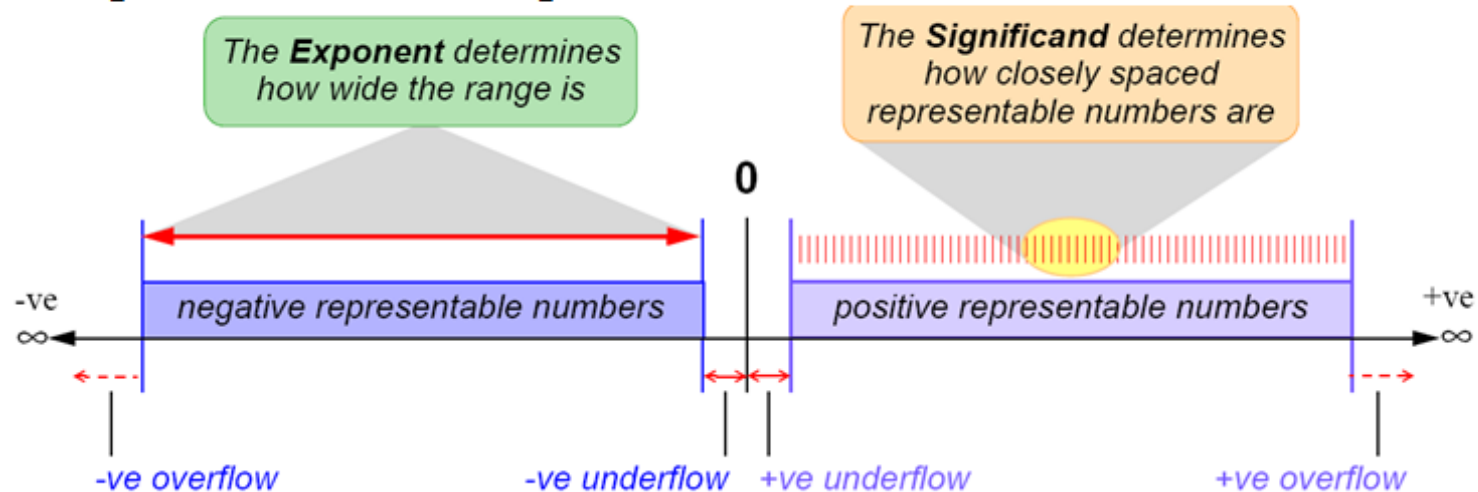 The Exponent determines
how wide the range is
The Significand determines
how closely spaced
representable numbers are
0
-ve
∞
negative representable numbers
positive representable numbers
+ve
∞
-ve overflow
-ve underflow
+ve underflow
+ve overflow